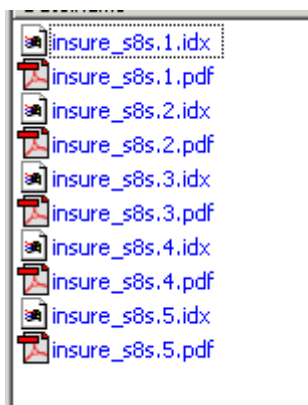 insure_s8s.1.idx
insure_s8s.1.pdf
insure_s8s.2.idx
insure_s8s.2.pdf
insure_s8s.3.idx
insure_s8s.3.pdf
insure_s8s.4.idx
insure_s8s.4.pdf
insure_s8s.5.idx
insure_s8s.5.pdf